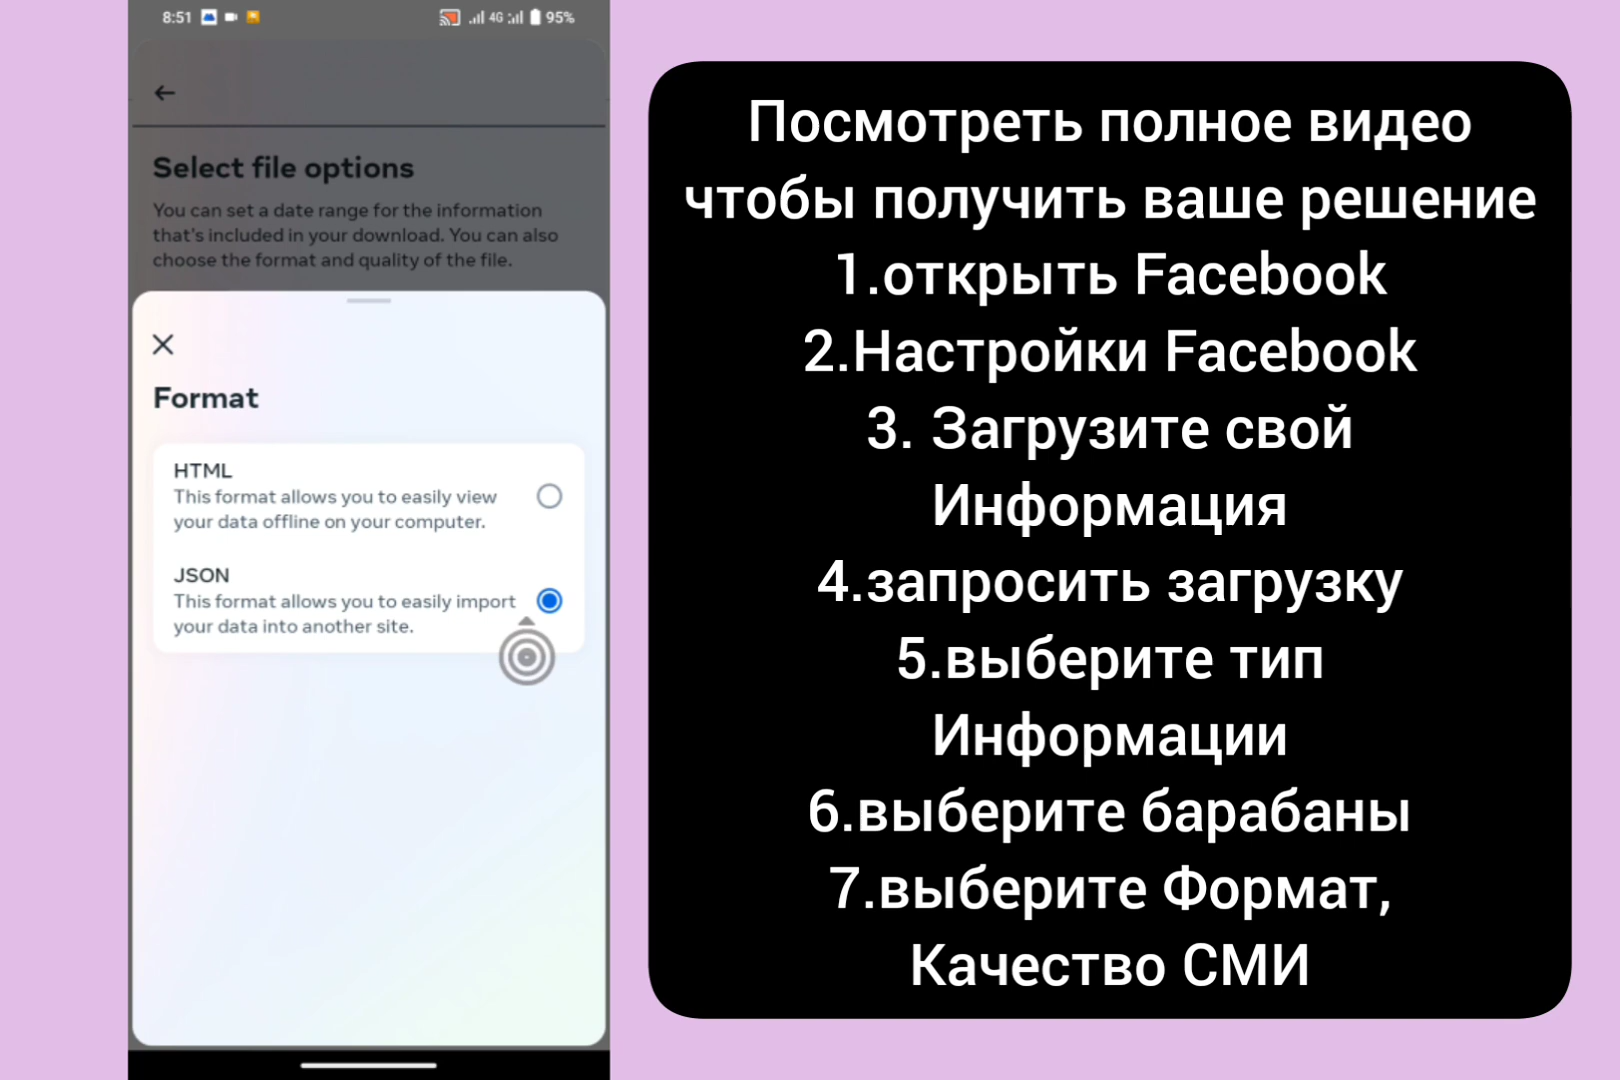 8:51
4G
95%
Select file options
You can set a date range for the information
that's included in your download. You can also
choose the format and quality of the file.
Format
HTML
This format allows you to easily view
your data offline on your computer.
JSON
This format allows you to easily import
your data into another site.
Посмотреть полное видео
чтобы получить ваше решение
1.открыть Facebook
2.Настройки Facebook
3. Загрузите свой
Информация
4.запросить загрузку
5.выберите тип
Информации
6.выберите барабаны
7.выберите Формат,
Качество СМИ